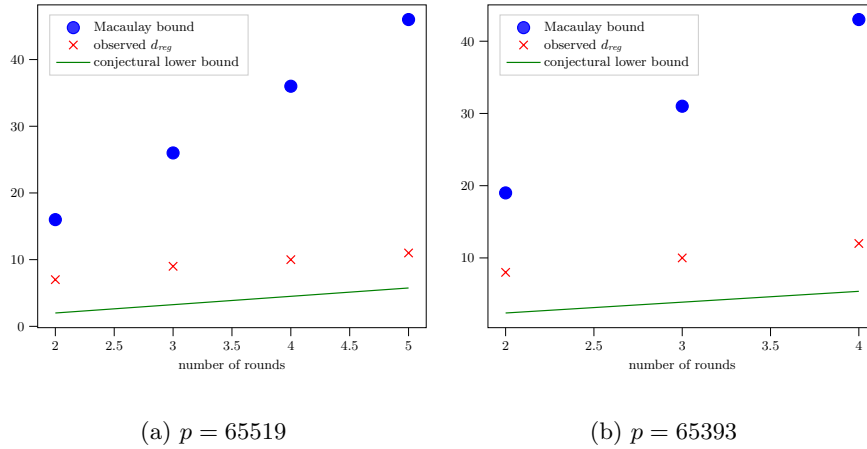 Macaulay bound
observed d_reg
conjectural lower bound
40
30
20
10
0
2
2.5
3
3.5
4
4.5
5
number of rounds
(a) p = 65519
Macaulay bound
observed d_reg
conjectural lower bound
40
30
20
10
2
2.5
3
3.5
4
number of rounds
(b) p = 65393